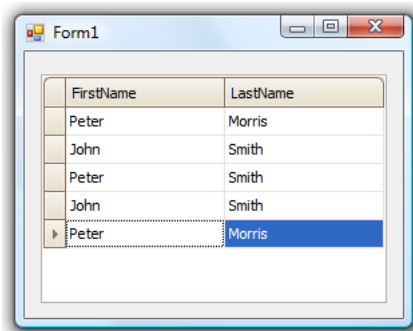 Form1
FirstName LastName
Peter Morris
John Smith
Peter Smith
John Smith
Peter Morris